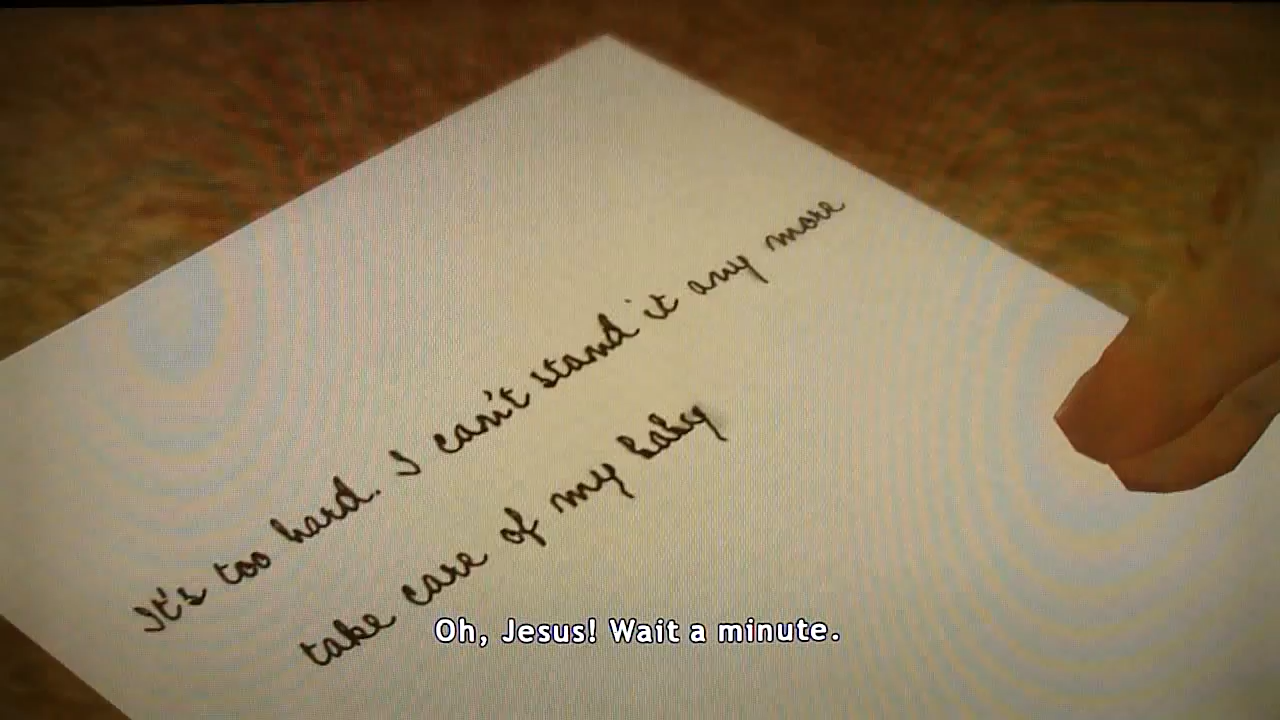 It's too hard. I can't stand it any more
take care of my baby
Oh, Jesus! Wait a minute.